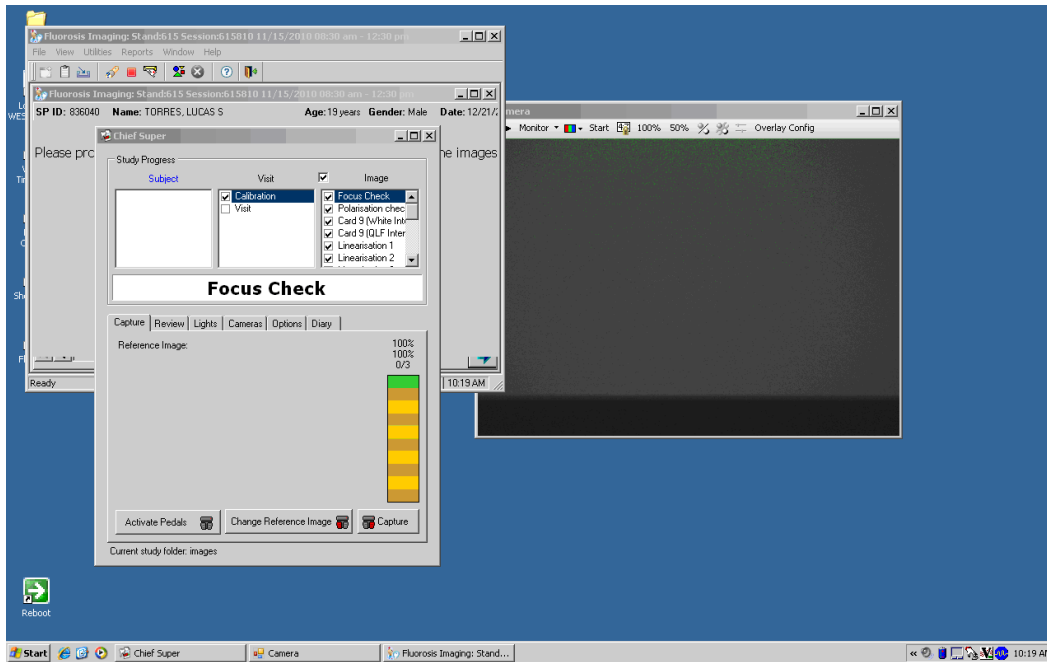 Fluorosis Imaging: Stand:615 Session:615810 11/15/2010 08:30 am - 12:30 pm
File View Utilities Reports Window Help
Fluorosis Imaging: Stand:615 Session:615810 11/15/2010 08:30 am - 12:30 pm
SP ID: 836040 Name: TORRES, LUCAS S Age: 19 years Gender: Male Date: 12/21/
Please pro
he images
Chief Super
Study Progress
Subject Visit Image
Calibration
Visit
Focus Check
Polarisation chec
Card 9 (White Int
Card 9 (QLF Inter
Linearisation 1
Linearisation 2
Focus Check
Capture Review Lights Cameras Options Diary
Reference Image:
100%
100%
0/3
Activate Pedals Change Reference Image Capture
Current study folder: images
Ready 10:19 AM
mera
Monitor Start 100% 50% Overlay Config
WES
Reboot
Start Chief Super Camera Fluorosis Imaging: Stand... 10:19 AM